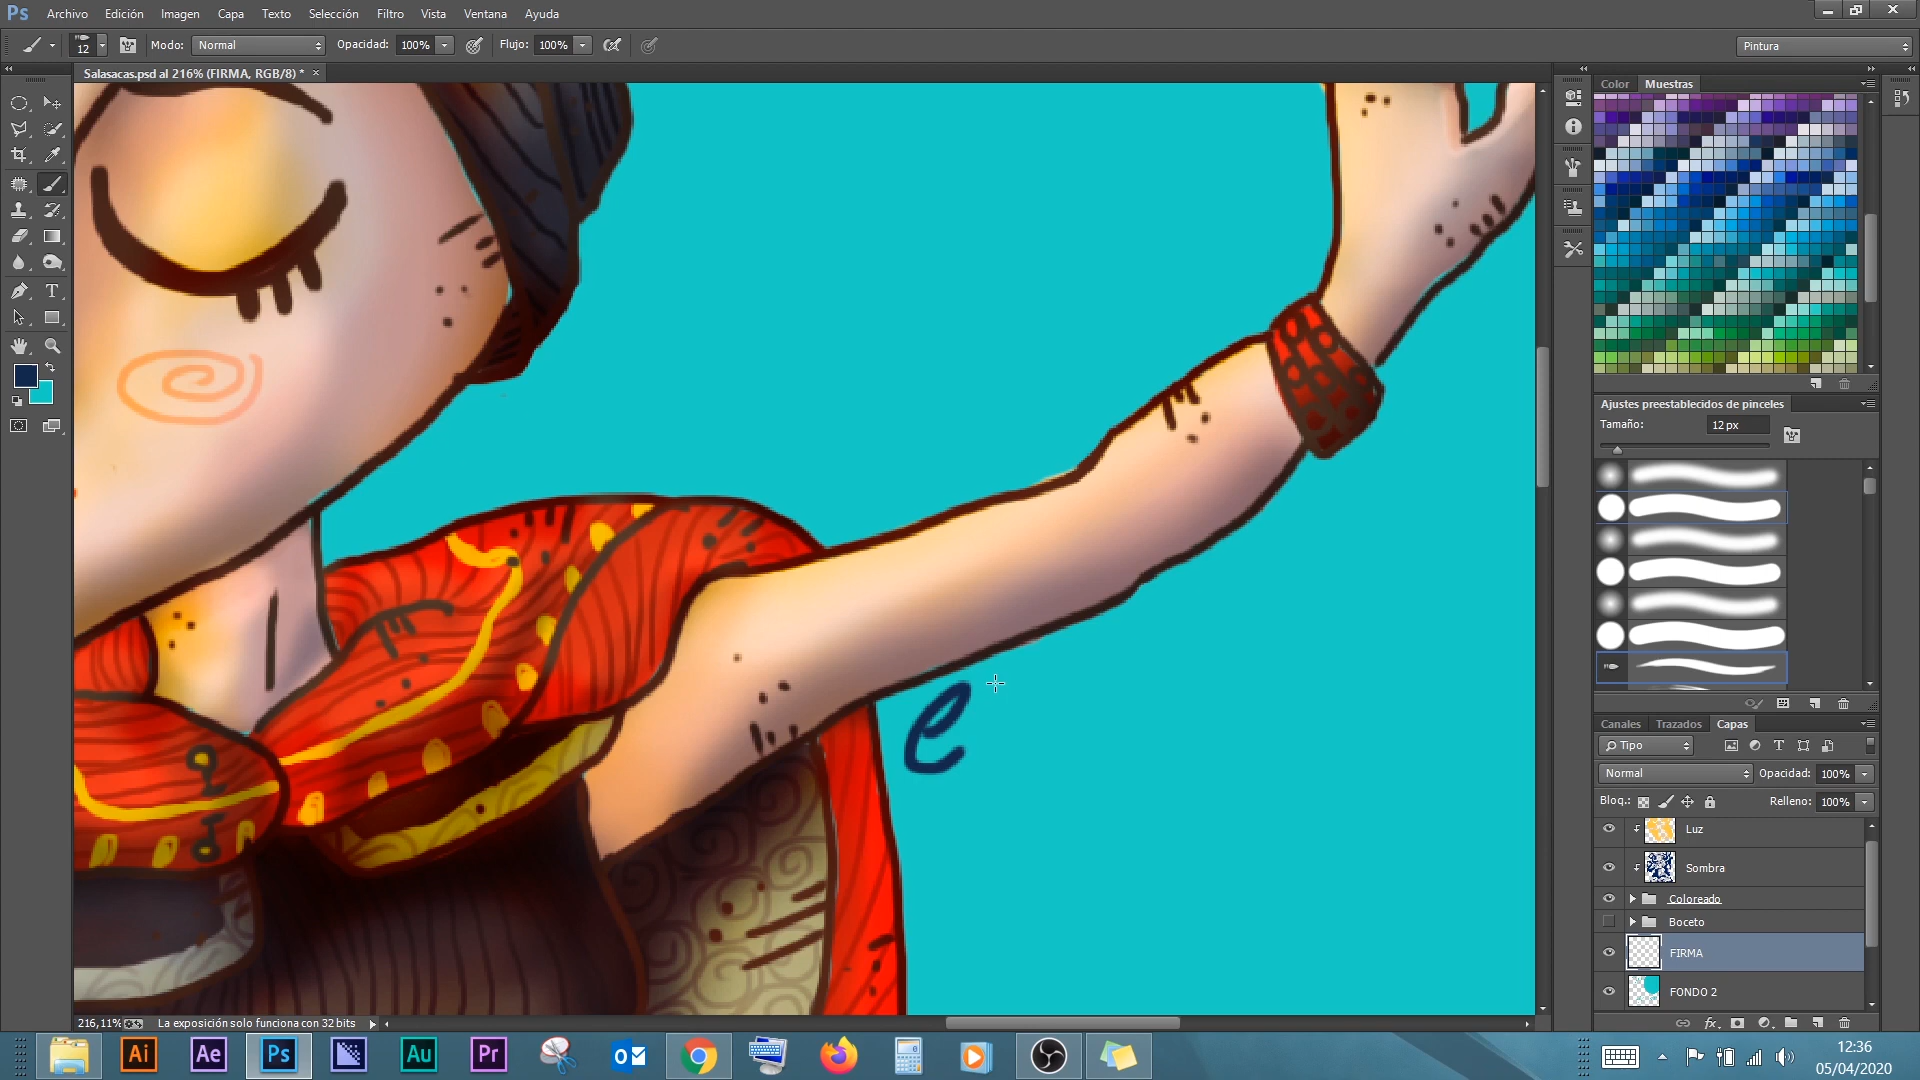 Ps Archivo Edición Imagen Capa Texto Selección Filtro Vista Ventana Ayuda
12 Modo: Normal Opacidad: 100% Flujo: 100% Pintura
Salasacas.psd al 216% (FIRMA, RGB/8) * ×
Color Muestras
Ajustes preestablecidos de pinceles
Tamaño: 12 px
e
Canales Trazados Capas
Tipo
Normal Opacidad: 100%
Bloq.: Relleno: 100%
Luz
Sombra
Coloreado
Boceto
FIRMA
FONDO 2
216,11% La exposición solo funciona con 32 bits
fx
Ai Ae Ps Au Pr
12:36
05/04/2020